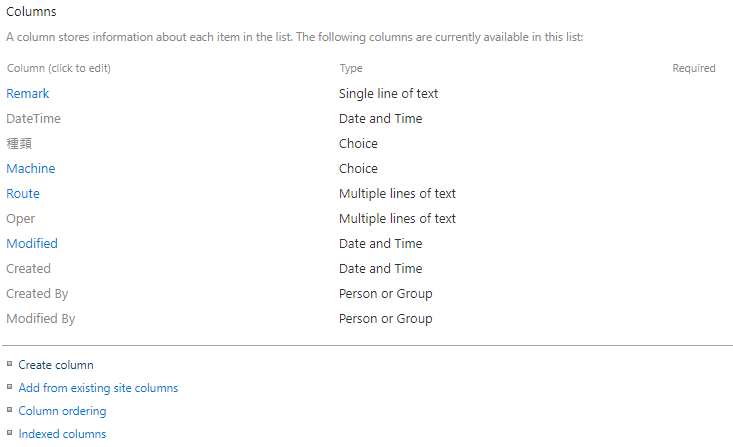 Columns
A column stores information about each item in the list. The following columns are currently available in this list:
Column (click to edit) Type Required
Remark Single line of text
DateTime Date and Time
種類 Choice
Machine Choice
Route Multiple lines of text
Oper Multiple lines of text
Modified Date and Time
Created Date and Time
Created By Person or Group
Modified By Person or Group
Create column
Add from existing site columns
Column ordering
Indexed columns